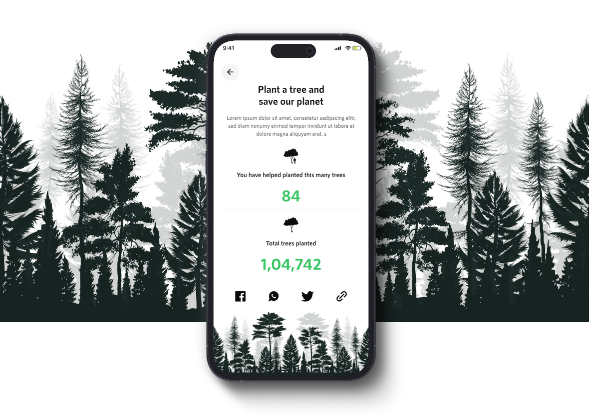 9:41
Plant a tree and
save our planet
Lorem ipsum dolor sit amet, consetetur sadipscing elitr,
sed diam nonumy eirmod tempor invidunt ut labore et
dolore magna aliquyam erat, s
You have helped planted this many trees
84
Total trees planted
1,04,742